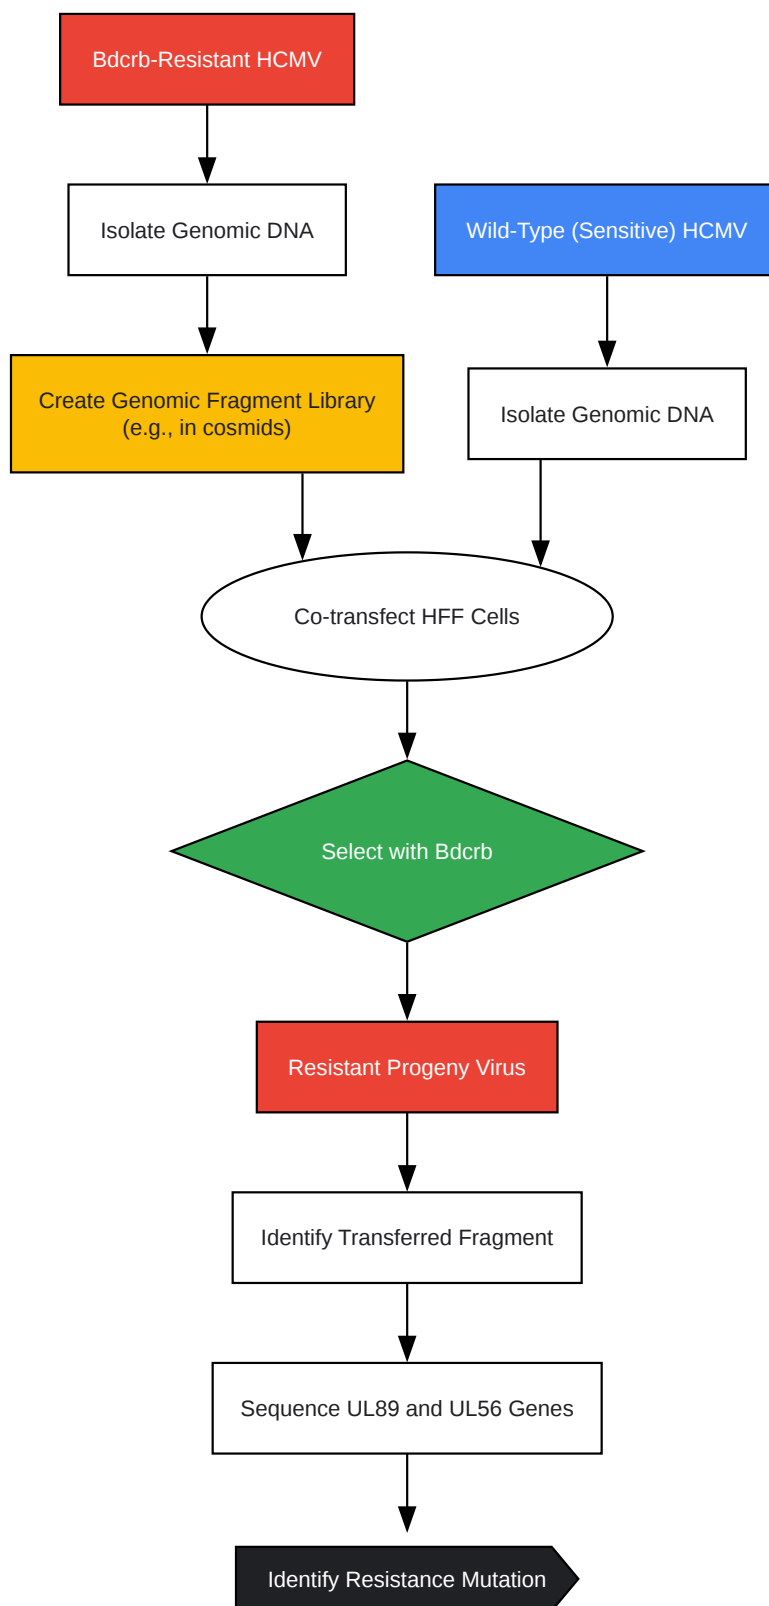 Bdcrb-Resistant HCMV
Isolate Genomic DNA
Wild-Type (Sensitive) HCMV
Create Genomic Fragment Library
(e.g., in cosmids)
Isolate Genomic DNA
Co-transfect HFF Cells
Select with Bdcrb
Resistant Progeny Virus
Identify Transferred Fragment
Sequence UL89 and UL56 Genes
Identify Resistance Mutation